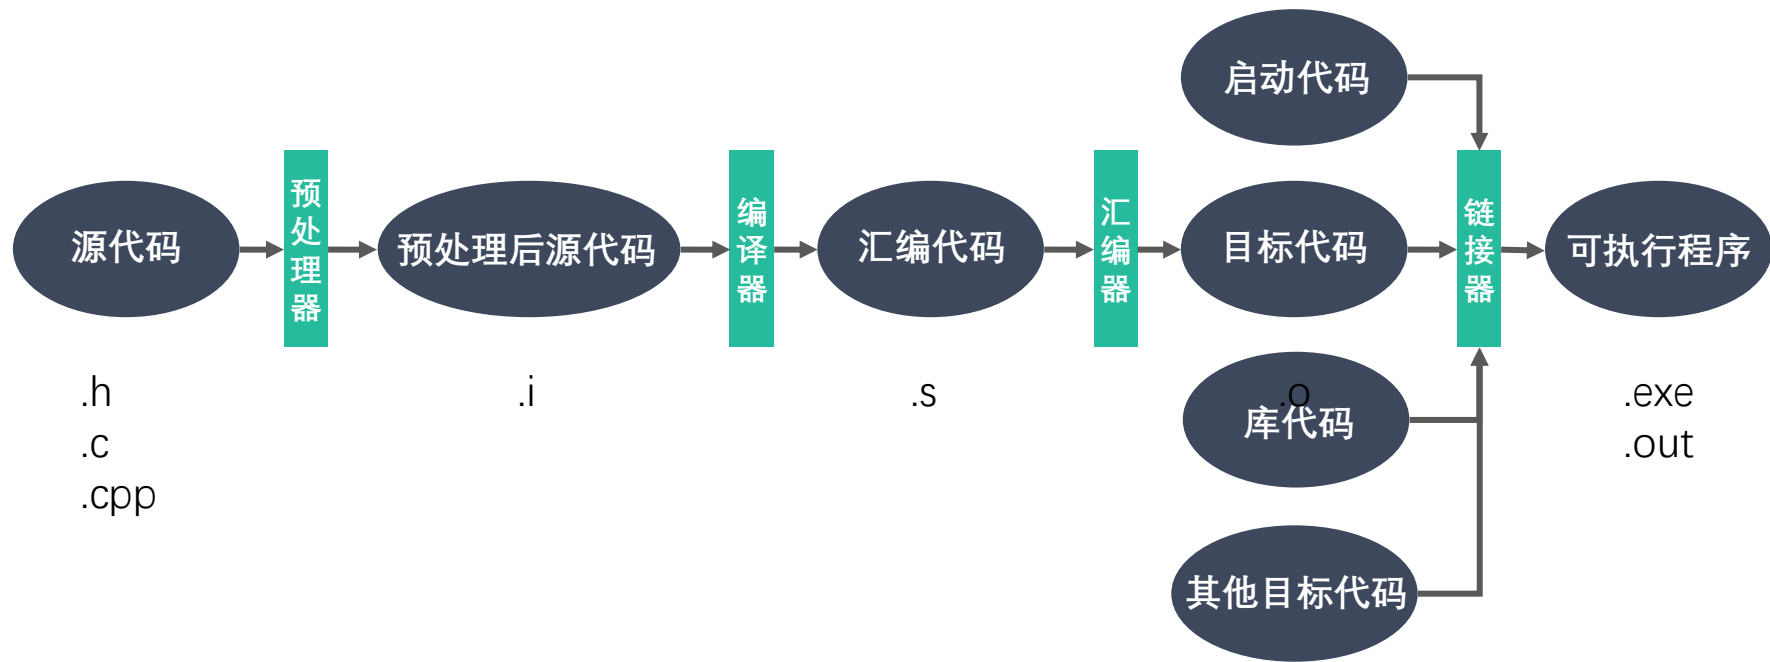 启动代码
源代码
预处理器
预处理后源代码
编译器
汇编代码
汇编器
目标代码
链接器
可执行程序
.h
.c
.cpp
.i
.s
.o
库代码
.exe
.out
其他目标代码